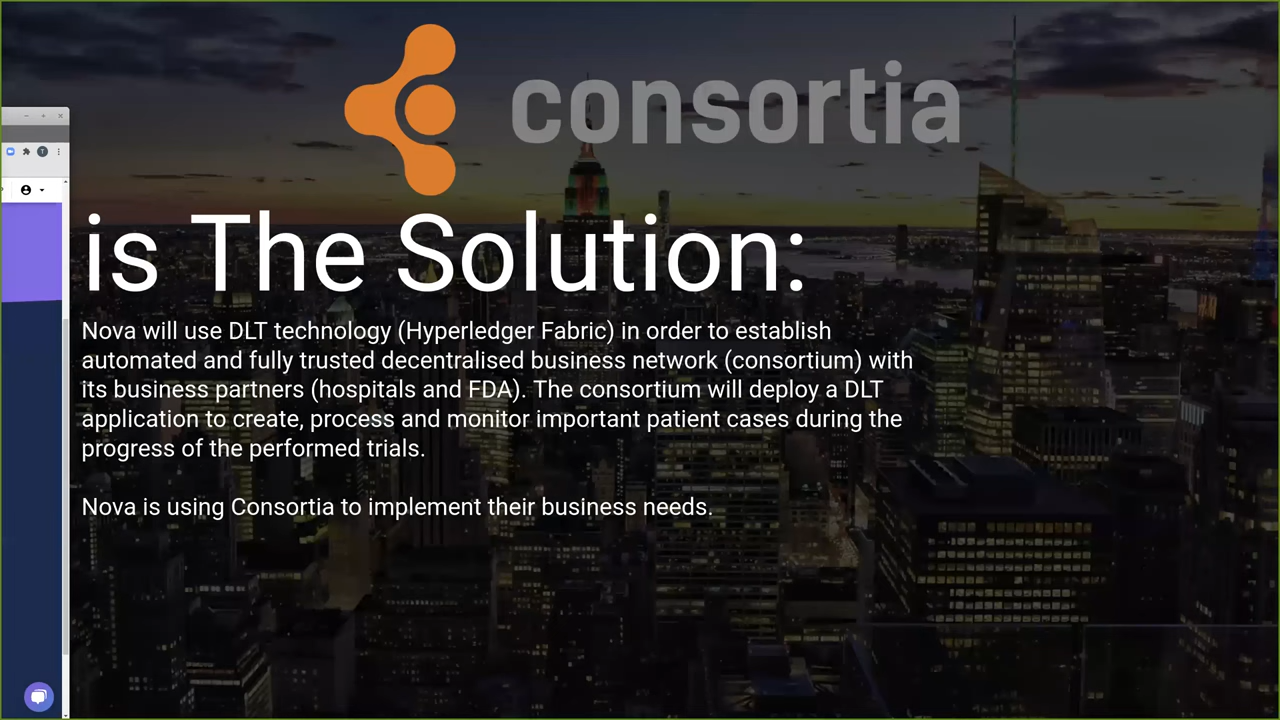 consortia
is The Solution:
Nova will use DLT technology (Hyperledger Fabric) in order to establish
automated and fully trusted decentralised business network (consortium) with
its business partners (hospitals and FDA). The consortium will deploy a DLT
application to create, process and monitor important patient cases during the
progress of the performed trials.
Nova is using Consortia to implement their business needs.